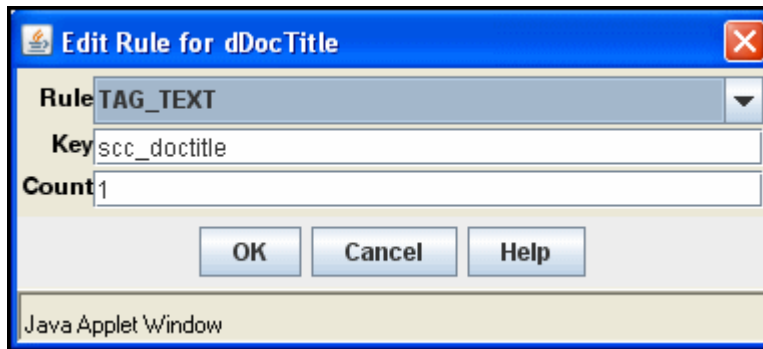 Edit Rule for dDocTitle
Rule TAG_TEXT
Key scc_doctitle
Count 1
OK Cancel Help
Java Applet Window